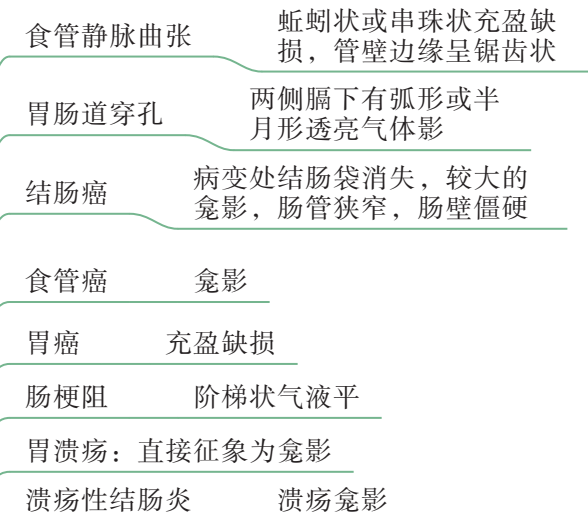 食管静脉曲张
蚯蚓状或串珠状充盈缺
损，管壁边缘呈锯齿状
胃肠道穿孔
两侧膈下有弧形或半
月形透亮气体影
结肠癌
病变处结肠袋消失，较大的
龛影，肠管狭窄，肠壁僵硬
食管癌 龛影
胃癌 充盈缺损
肠梗阻 阶梯状气液平
胃溃疡：直接征象为龛影
溃疡性结肠炎 溃疡龛影